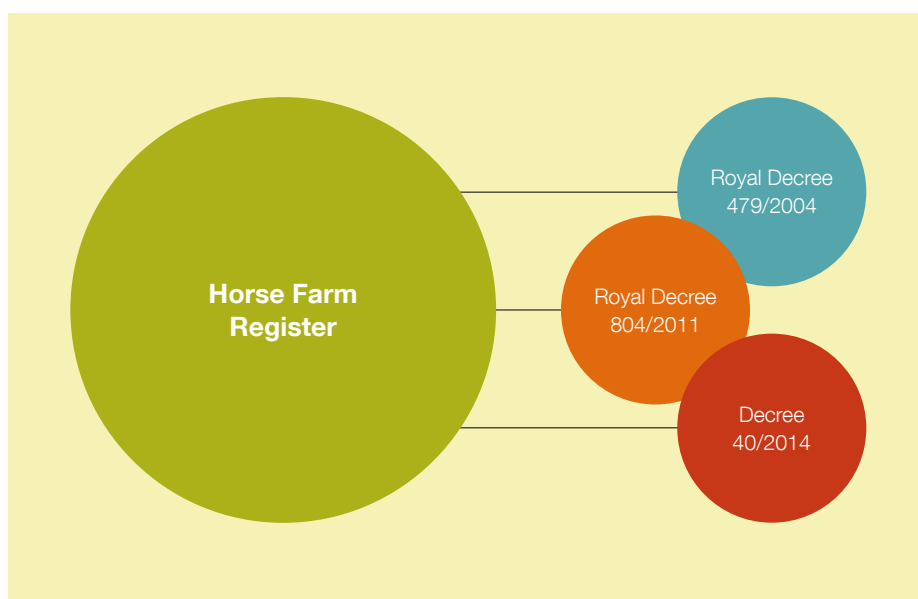 Horse Farm
Register
Royal Decree
479/2004
Royal Decree
804/2011
Decree
40/2014